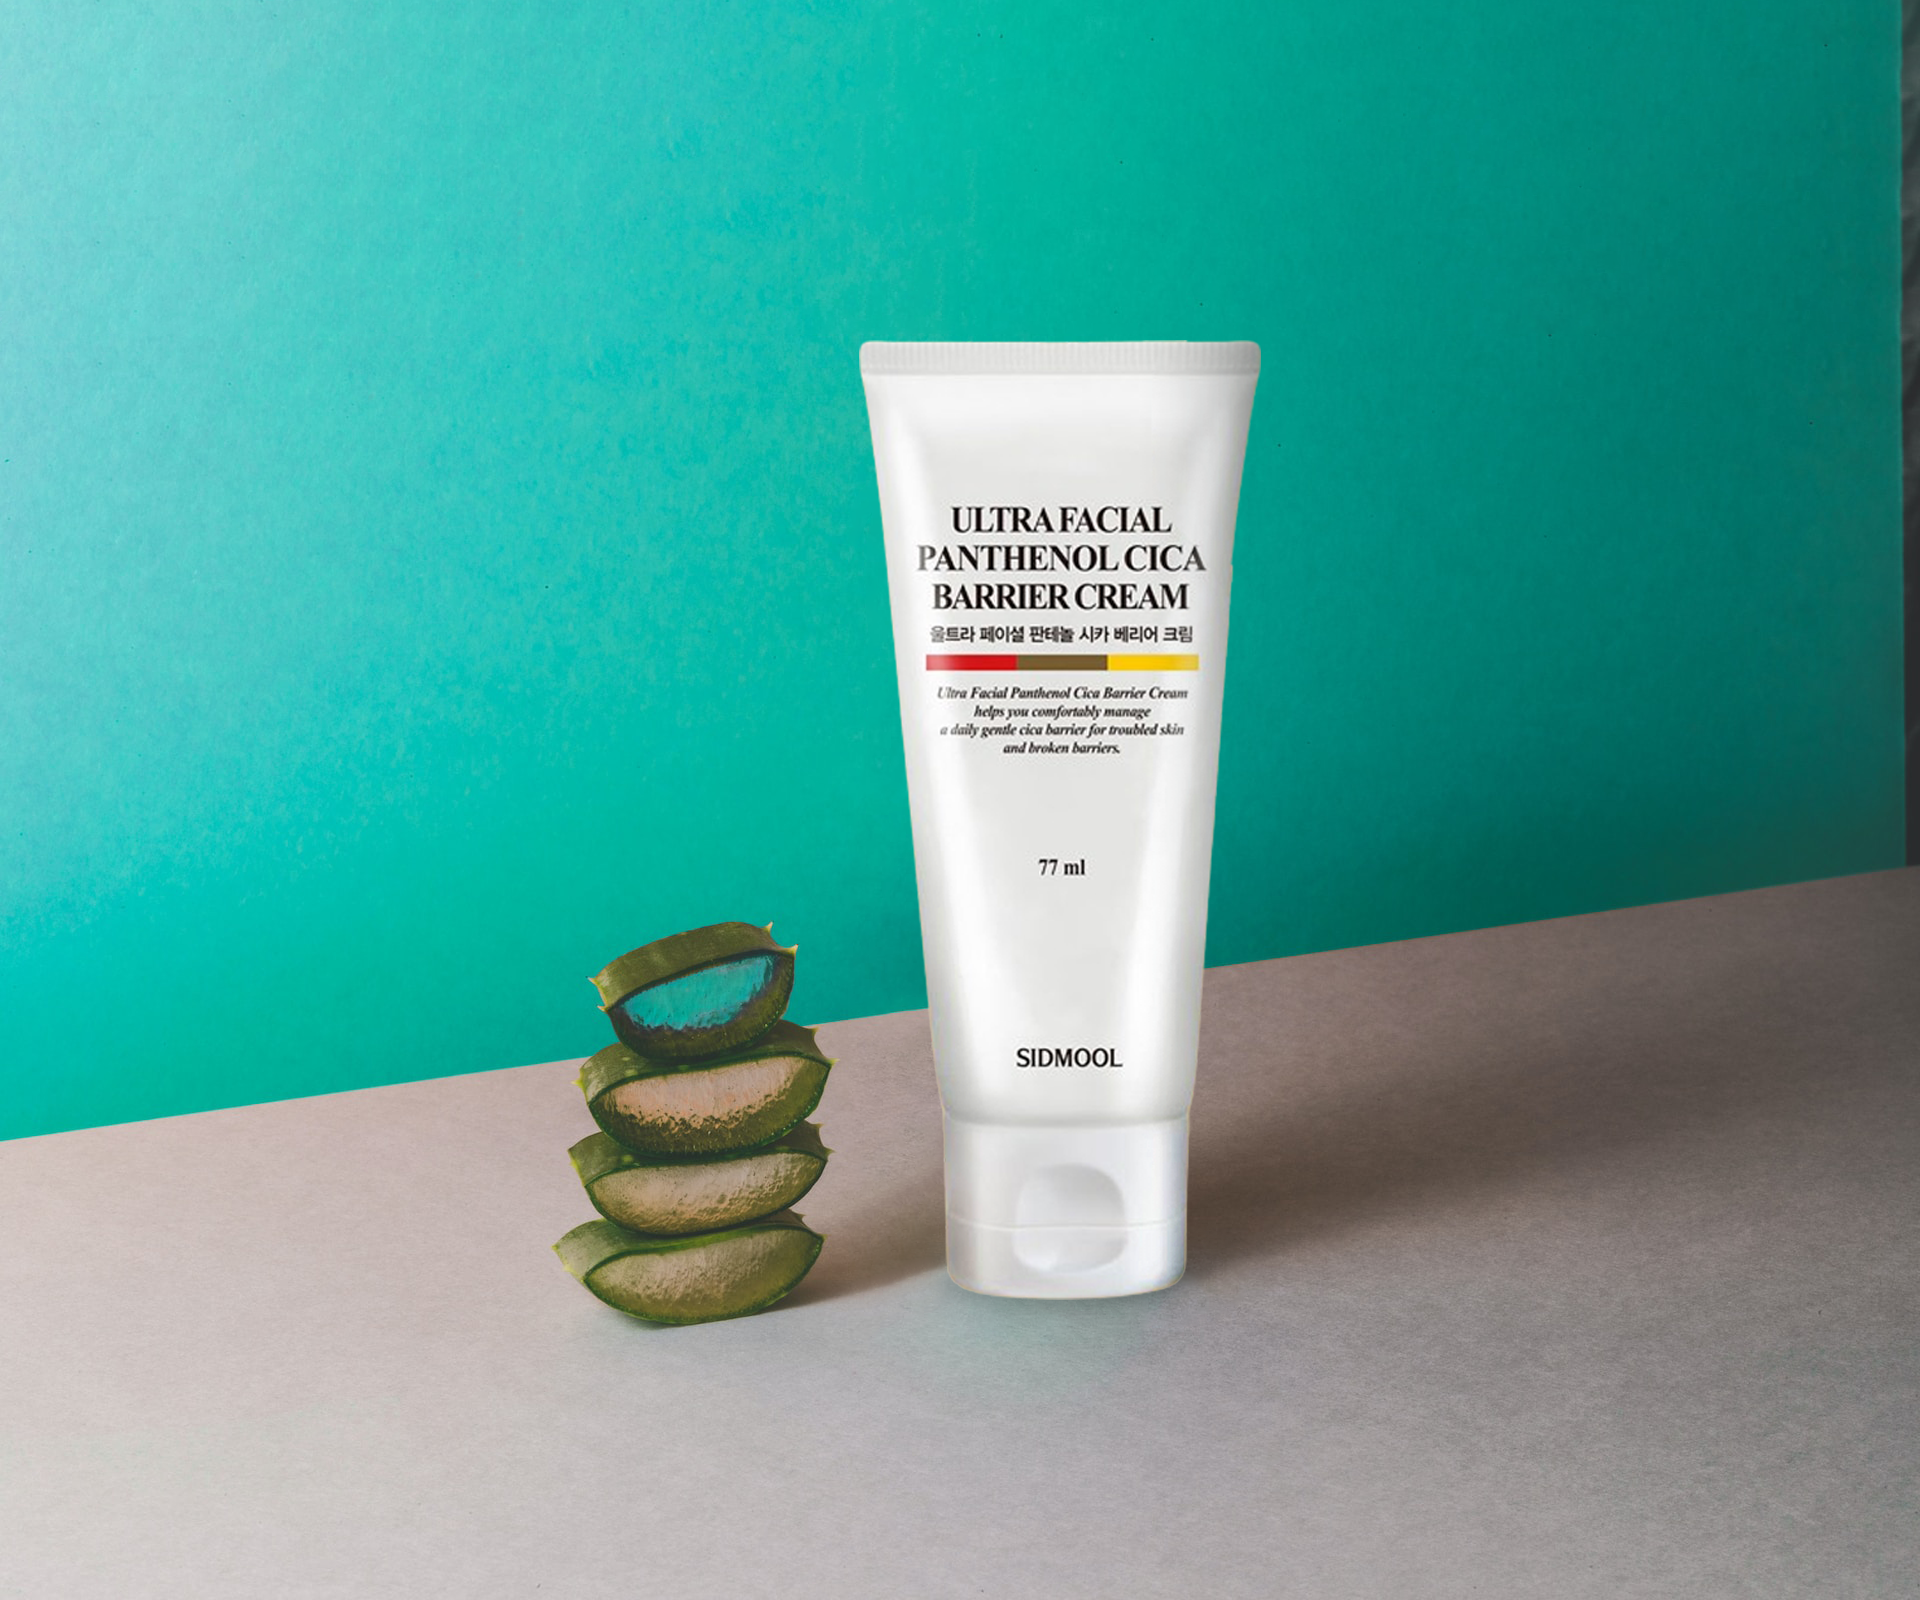 ULTRA FACIAL
PANTHENOL CICA
BARRIER CREAM
울트라 페이셜 판테놀 시카 베리어 크림
Ultra Facial Panthenol Cica Barrier Cream
helps you comfortably manage
a daily gentle cica barrier for troubled skin
and broken barriers.
77 ml
SIDMOOL